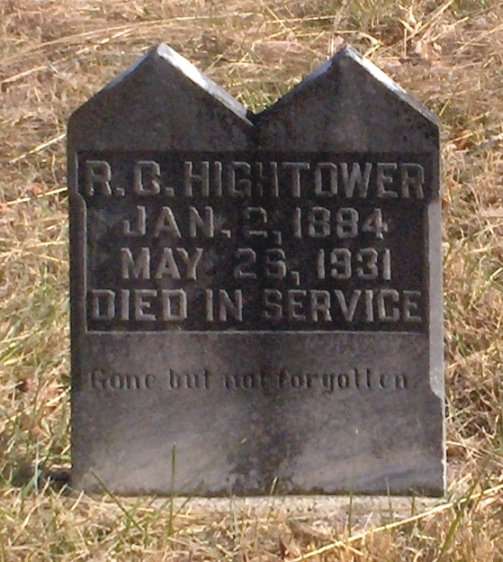 R. C. HIGHTOWER
JAN. 2, 1884
MAY 26, 1931
DIED IN SERVICE
Gone but not forgotten.